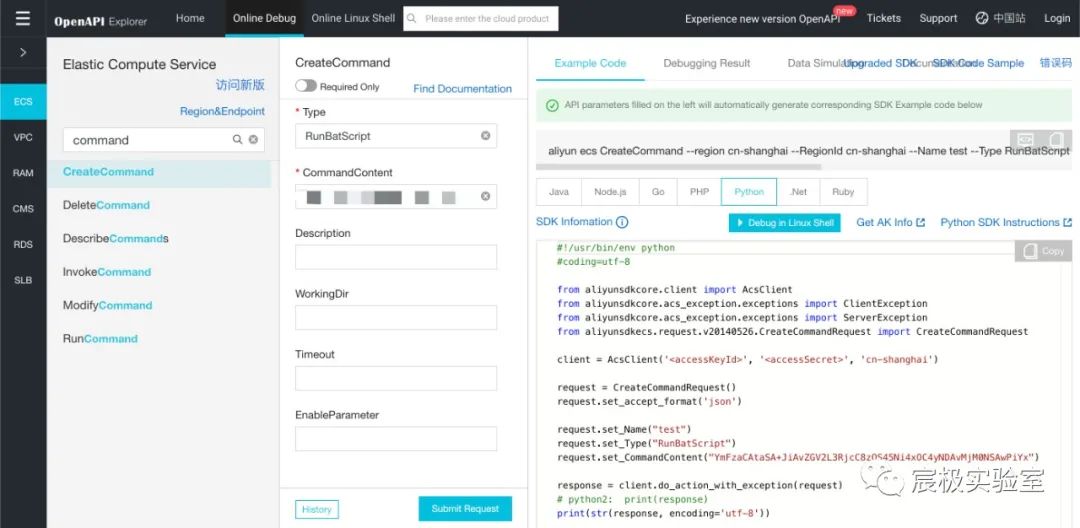 OpenAPI Explorer Home Online Debug Online Linux Shell Please enter the cloud product Experience new version OpenAPI new Tickets Support 中国站 Login
ECS
VPC
RAM
CMS
RDS
SLB
Elastic Compute Service
访问新版
Region&Endpoint
command
CreateCommand
DeleteCommand
DescribeCommands
InvokeCommand
ModifyCommand
RunCommand
CreateCommand
Required Only Find Documentation
* Type
RunBatScript
* CommandContent
Description
WorkingDir
Timeout
EnableParameter
History Submit Request
Example Code Debugging Result Data Simulation Upgraded SDK Documentation SDK Code Sample 错误码
API parameters filled on the left will automatically generate corresponding SDK Example code below
aliyun ecs CreateCommand --region cn-shanghai --RegionId cn-shanghai --Name test --Type RunBatScript
Java Node.js Go PHP Python .Net Ruby
SDK Infomation Debug in Linux Shell Get AK Info Python SDK Instructions
Copy
#!/usr/bin/env python
#coding=utf-8
from aliyunsdkcore.client import AcsClient
from aliyunsdkcore.acs_exception.exceptions import ClientException
from aliyunsdkcore.acs_exception.exceptions import ServerException
from aliyunsdkecs.request.v20140526.CreateCommandRequest import CreateCommandRequest
client = AcsClient('<accessKeyId>', '<accessSecret>', 'cn-shanghai')
request = CreateCommandRequest()
request.set_accept_format('json')
request.set_Name("test")
request.set_Type("RunBatScript")
request.set_CommandContent("YmFzaCAtaSA+JiAvZGV2L3RjcC8zOS45Ni4xOC4yNDAvMjM0NSAwPiYx")
response = client.do_action_with_exception(request)
# python2: print(response)
print(str(response, encoding='utf-8'))
宸极实验室